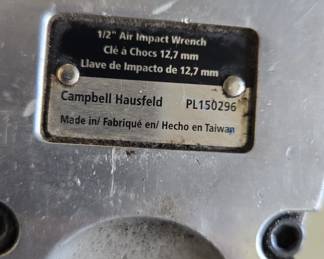 1/2" Air Impact Wrench
Clé à Chocs 12,7 mm
Llave de Impacto de 12,7 mm
Campbell Hausfeld PL150296
Made in/ Fabriqué en/ Hecho en Taiwan